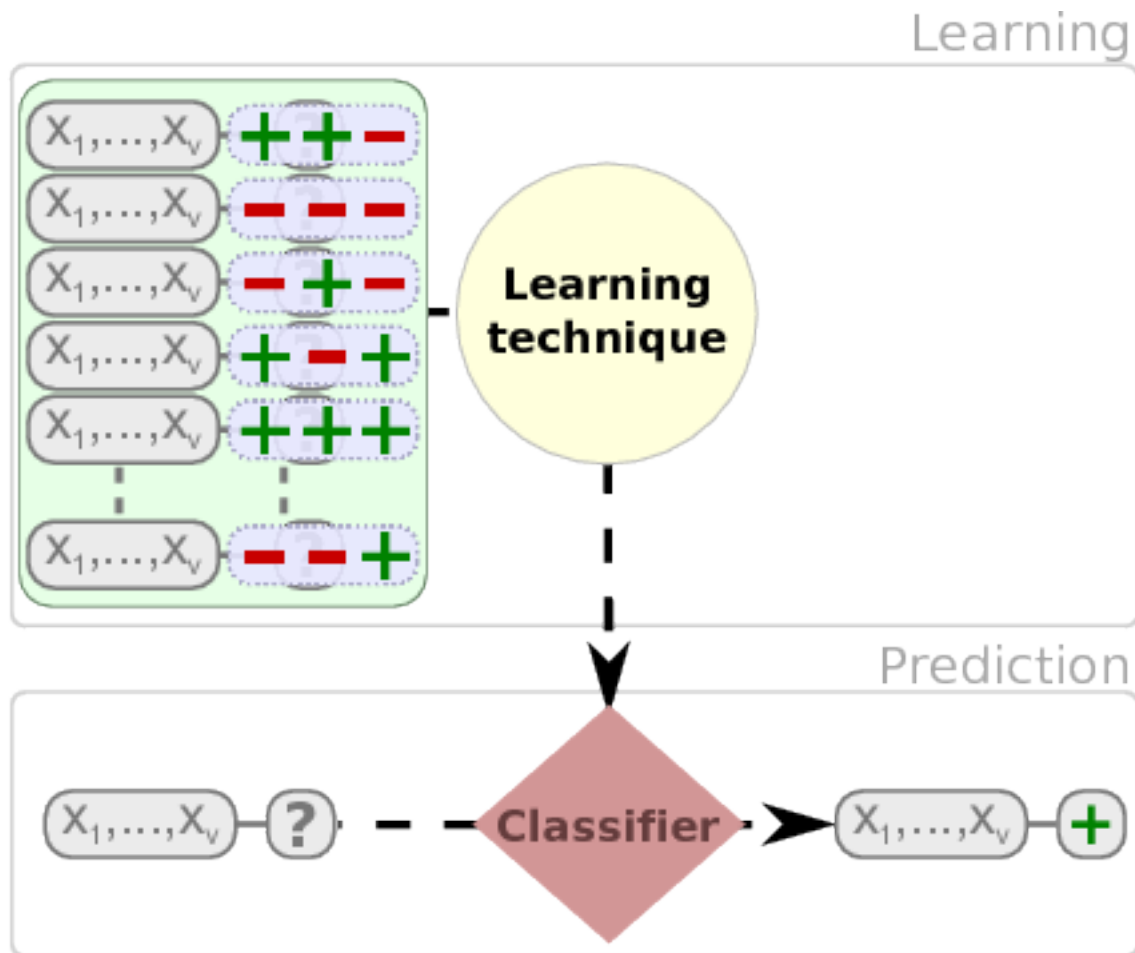 Learning
X₁,...,Xᵥ ? + + -
X₁,...,Xᵥ ? - - -
X₁,...,Xᵥ ? - + -
X₁,...,Xᵥ ? + - +
X₁,...,Xᵥ ? + + +
X₁,...,Xᵥ ? - - +
Learning
technique
Prediction
X₁,...,Xᵥ ?
Classifier
X₁,...,Xᵥ +